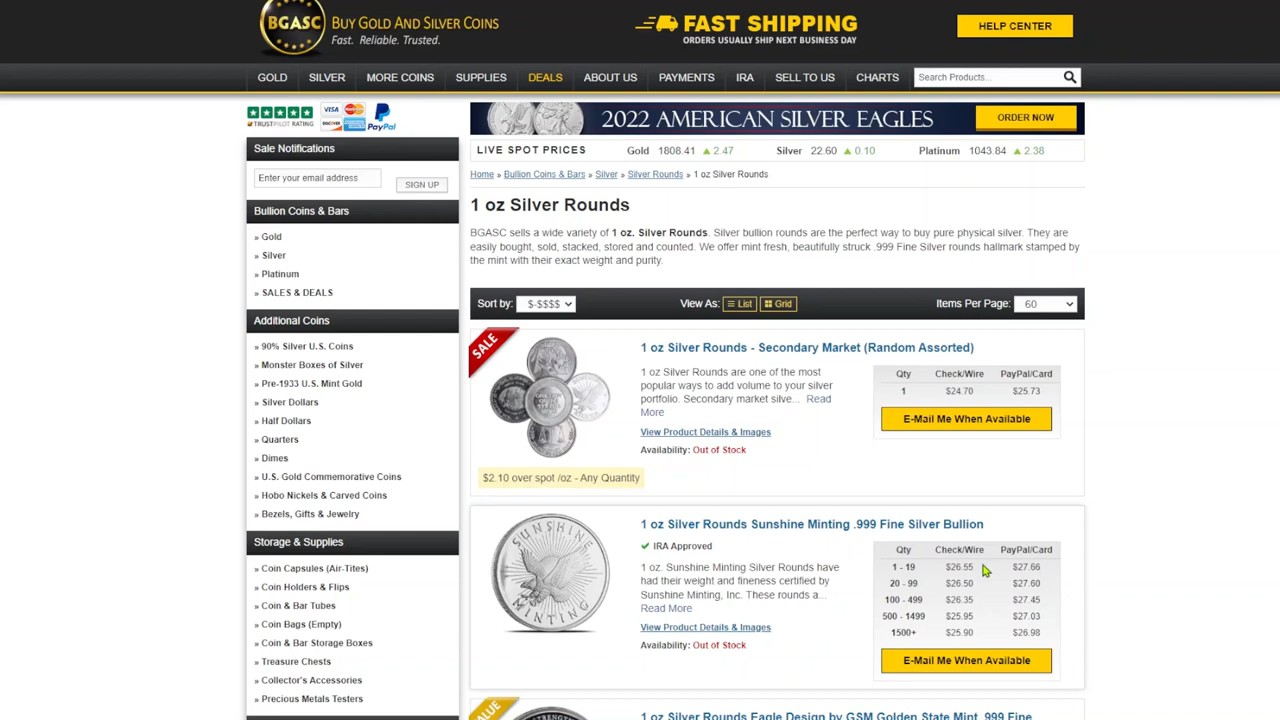 BGASC
BUY GOLD AND SILVER COINS
Fast. Reliable. Trusted.
FAST SHIPPING
ORDERS USUALLY SHIP NEXT BUSINESS DAY
HELP CENTER
GOLD SILVER MORE COINS SUPPLIES DEALS ABOUT US PAYMENTS IRA SELL TO US CHARTS Search Products...
TRUSTPILOT RATING
VISA
DISCOVER
PayPal
2022 AMERICAN SILVER EAGLES
ORDER NOW
LIVE SPOT PRICES Gold 1808.41 ▲ 2.47 Silver 22.60 ▲ 0.10 Platinum 1043.84 ▲ 2.38
Sale Notifications
Enter your email address
SIGN UP
Bullion Coins & Bars
» Gold
» Silver
» Platinum
» SALES & DEALS
Additional Coins
» 90% Silver U.S. Coins
» Monster Boxes of Silver
» Pre-1933 U.S. Mint Gold
» Silver Dollars
» Half Dollars
» Quarters
» Dimes
» U.S. Gold Commemorative Coins
» Hobo Nickels & Carved Coins
» Bezels, Gifts & Jewelry
Storage & Supplies
» Coin Capsules (Air-Tites)
» Coin Holders & Flips
» Coin & Bar Tubes
» Coin Bags (Empty)
» Coin & Bar Storage Boxes
» Treasure Chests
» Collector's Accessories
» Precious Metals Testers
Home » Bullion Coins & Bars » Silver » Silver Rounds » 1 oz Silver Rounds
1 oz Silver Rounds
BGASC sells a wide variety of 1 oz. Silver Rounds. Silver bullion rounds are the perfect way to buy pure physical silver. They are
easily bought, sold, stacked, stored and counted. We offer mint fresh, beautifully struck .999 Fine Silver rounds hallmark stamped by
the mint with their exact weight and purity.
Sort by: $-$$$$ View As: List Grid Items Per Page: 60
SALE
1 oz Silver Rounds - Secondary Market (Random Assorted)
1 oz Silver Rounds are one of the most
popular ways to add volume to your silver
portfolio. Secondary market silve... Read
More
View Product Details & Images
Availability: Out of Stock
$2.10 over spot /oz - Any Quantity
Qty Check/Wire PayPal/Card
1 $24.70 $25.73
E-Mail Me When Available
SUNSHINE
MINTING
1 oz Silver Rounds Sunshine Minting .999 Fine Silver Bullion
IRA Approved
1 oz. Sunshine Minting Silver Rounds have
had their weight and fineness certified by
Sunshine Minting, Inc. These rounds a...
Read More
View Product Details & Images
Availability: Out of Stock
Qty Check/Wire PayPal/Card
1 - 19 $26.55 $27.66
20 - 99 $26.50 $27.60
100 - 499 $26.35 $27.45
500 - 1499 $25.95 $27.03
1500+ $25.90 $26.98
E-Mail Me When Available
1 oz Silver Rounds Eagle Design by GSM Golden State Mint .999 Fine